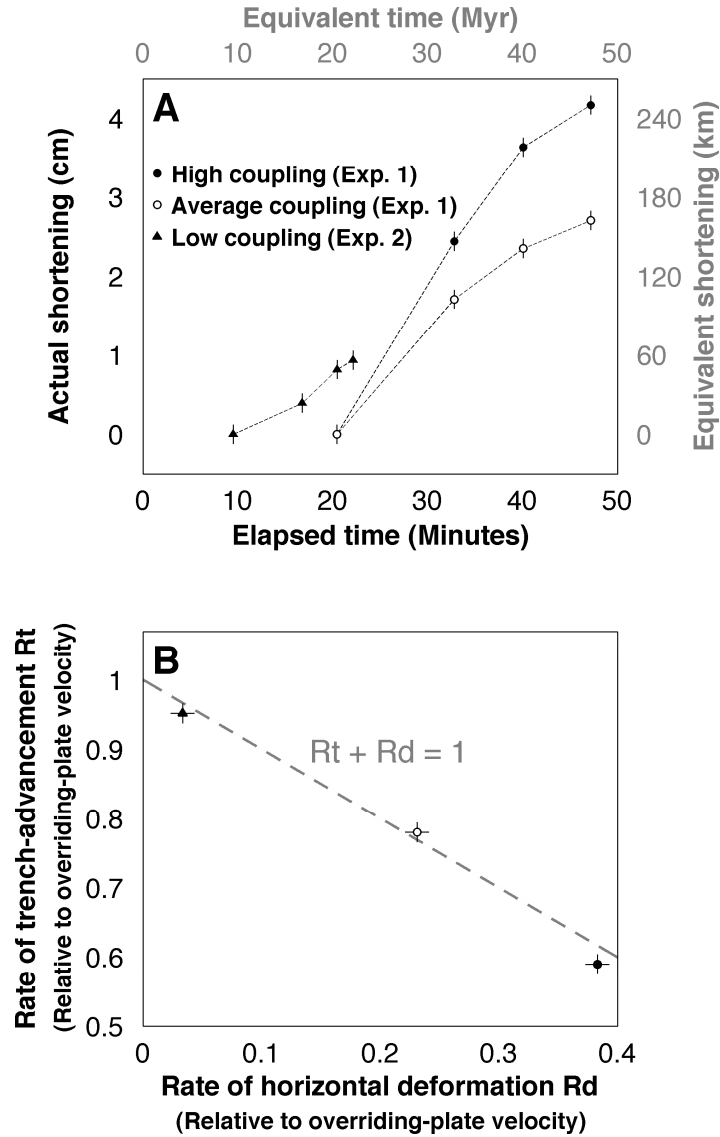 Equivalent time (Myr)
0 10 20 30 40 50
A
4 240
High coupling (Exp. 1)
3 180
Average coupling (Exp. 1)
Low coupling (Exp. 2)
2 120
1 60
0 0
Actual shortening (cm)
Equivalent shortening (km)
0 10 20 30 40 50
Elapsed time (Minutes)
B
Rate of trench-advancement Rt
(Relative to overriding-plate velocity)
1
0.9
Rt + Rd = 1
0.8
0.7
0.6
0.5
0 0.1 0.2 0.3 0.4
Rate of horizontal deformation Rd
(Relative to overriding-plate velocity)